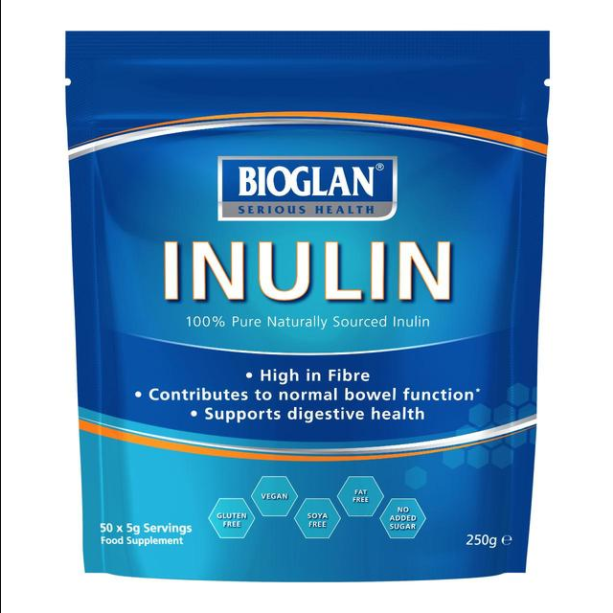 BIOGLAN®
SERIOUS HEALTH
INULIN
100% Pure Naturally Sourced Inulin
• High in Fibre
• Contributes to normal bowel function*
• Supports digestive health
GLUTEN
FREE
VEGAN
SOYA
FREE
FAT
FREE
NO
ADDED
SUGAR
50 x 5g Servings
Food Supplement
250g ℮